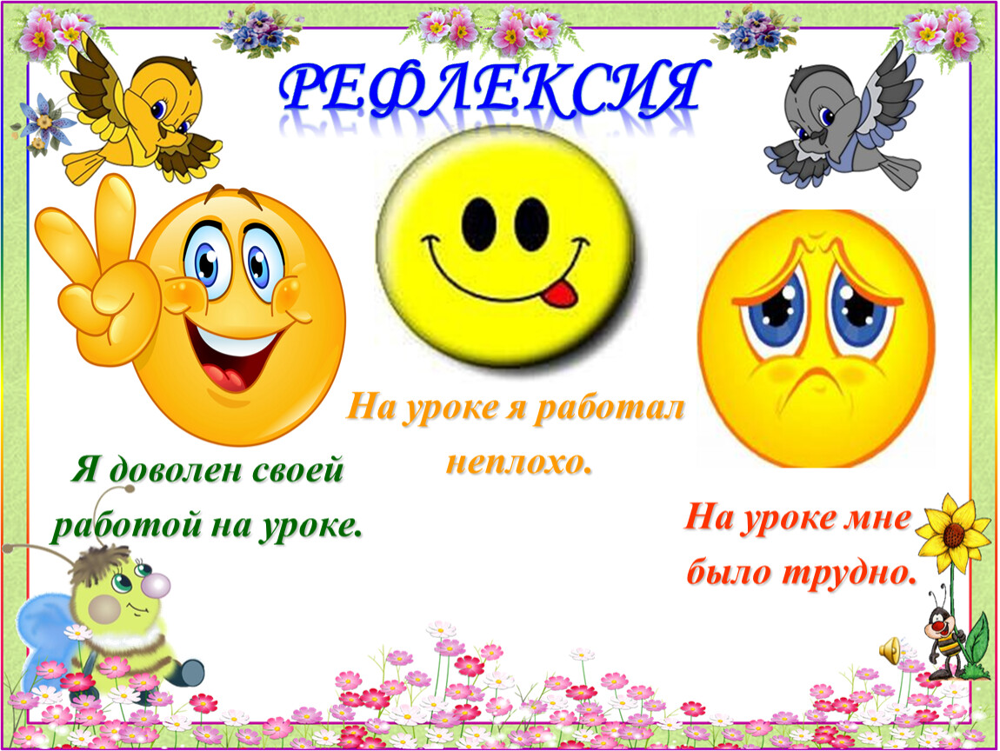 РЕФЛЕКСИЯ
Я доволен своей
работой на уроке.
На уроке я работал
неплохо.
На уроке мне
было трудно.